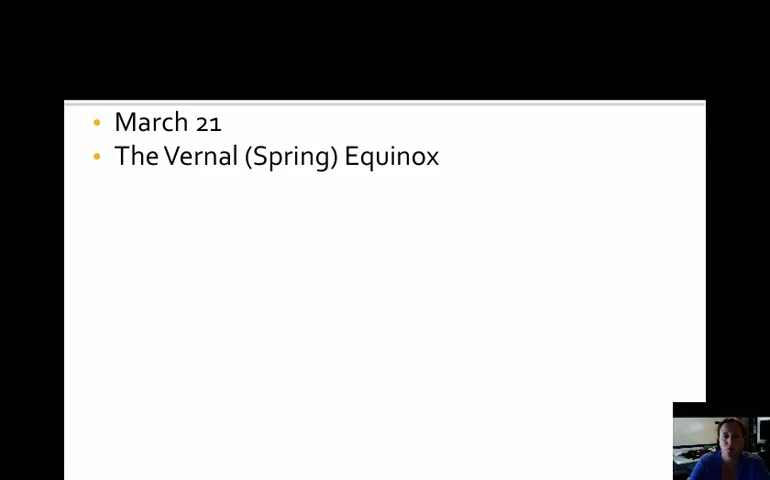 • March 21
• The Vernal (Spring) Equinox